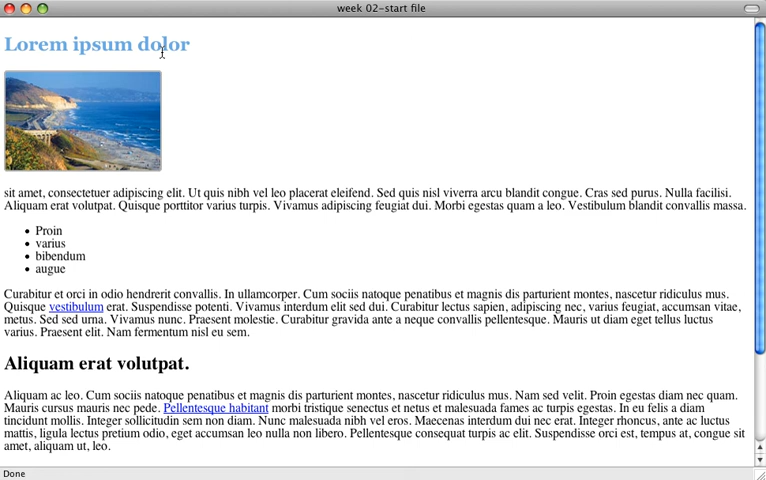 week 02-start file
Lorem ipsum dolor
sit amet, consectetuer adipiscing elit. Ut quis nibh vel leo placerat eleifend. Sed quis nisl viverra arcu blandit congue. Cras sed purus. Nulla facilisi.
Aliquam erat volutpat. Quisque porttitor varius turpis. Vivamus adipiscing feugiat dui. Morbi egestas quam a leo. Vestibulum blandit convallis massa.
• Proin
• varius
• bibendum
• augue
Curabitur et orci in odio hendrerit convallis. In ullamcorper. Cum sociis natoque penatibus et magnis dis parturient montes, nascetur ridiculus mus.
Quisque vestibulum erat. Suspendisse potenti. Vivamus interdum elit sed dui. Curabitur lectus sapien, adipiscing nec, varius feugiat, accumsan vitae,
metus. Sed sed urna. Vivamus nunc. Praesent molestie. Curabitur gravida ante a neque convallis pellentesque. Mauris ut diam eget tellus luctus
varius. Praesent elit. Nam fermentum nisl eu sem.
Aliquam erat volutpat.
Aliquam ac leo. Cum sociis natoque penatibus et magnis dis parturient montes, nascetur ridiculus mus. Nam sed velit. Proin egestas diam nec quam.
Mauris cursus mauris nec pede. Pellentesque habitant morbi tristique senectus et netus et malesuada fames ac turpis egestas. In eu felis a diam
tincidunt mollis. Integer sollicitudin sem non diam. Nunc malesuada nibh vel eros. Maecenas interdum dui nec erat. Integer rhoncus, ante ac luctus
mattis, ligula lectus pretium odio, eget accumsan leo nulla non libero. Pellentesque consequat turpis ac elit. Suspendisse orci est, tempus at, congue sit
amet, aliquam ut, leo.
Done